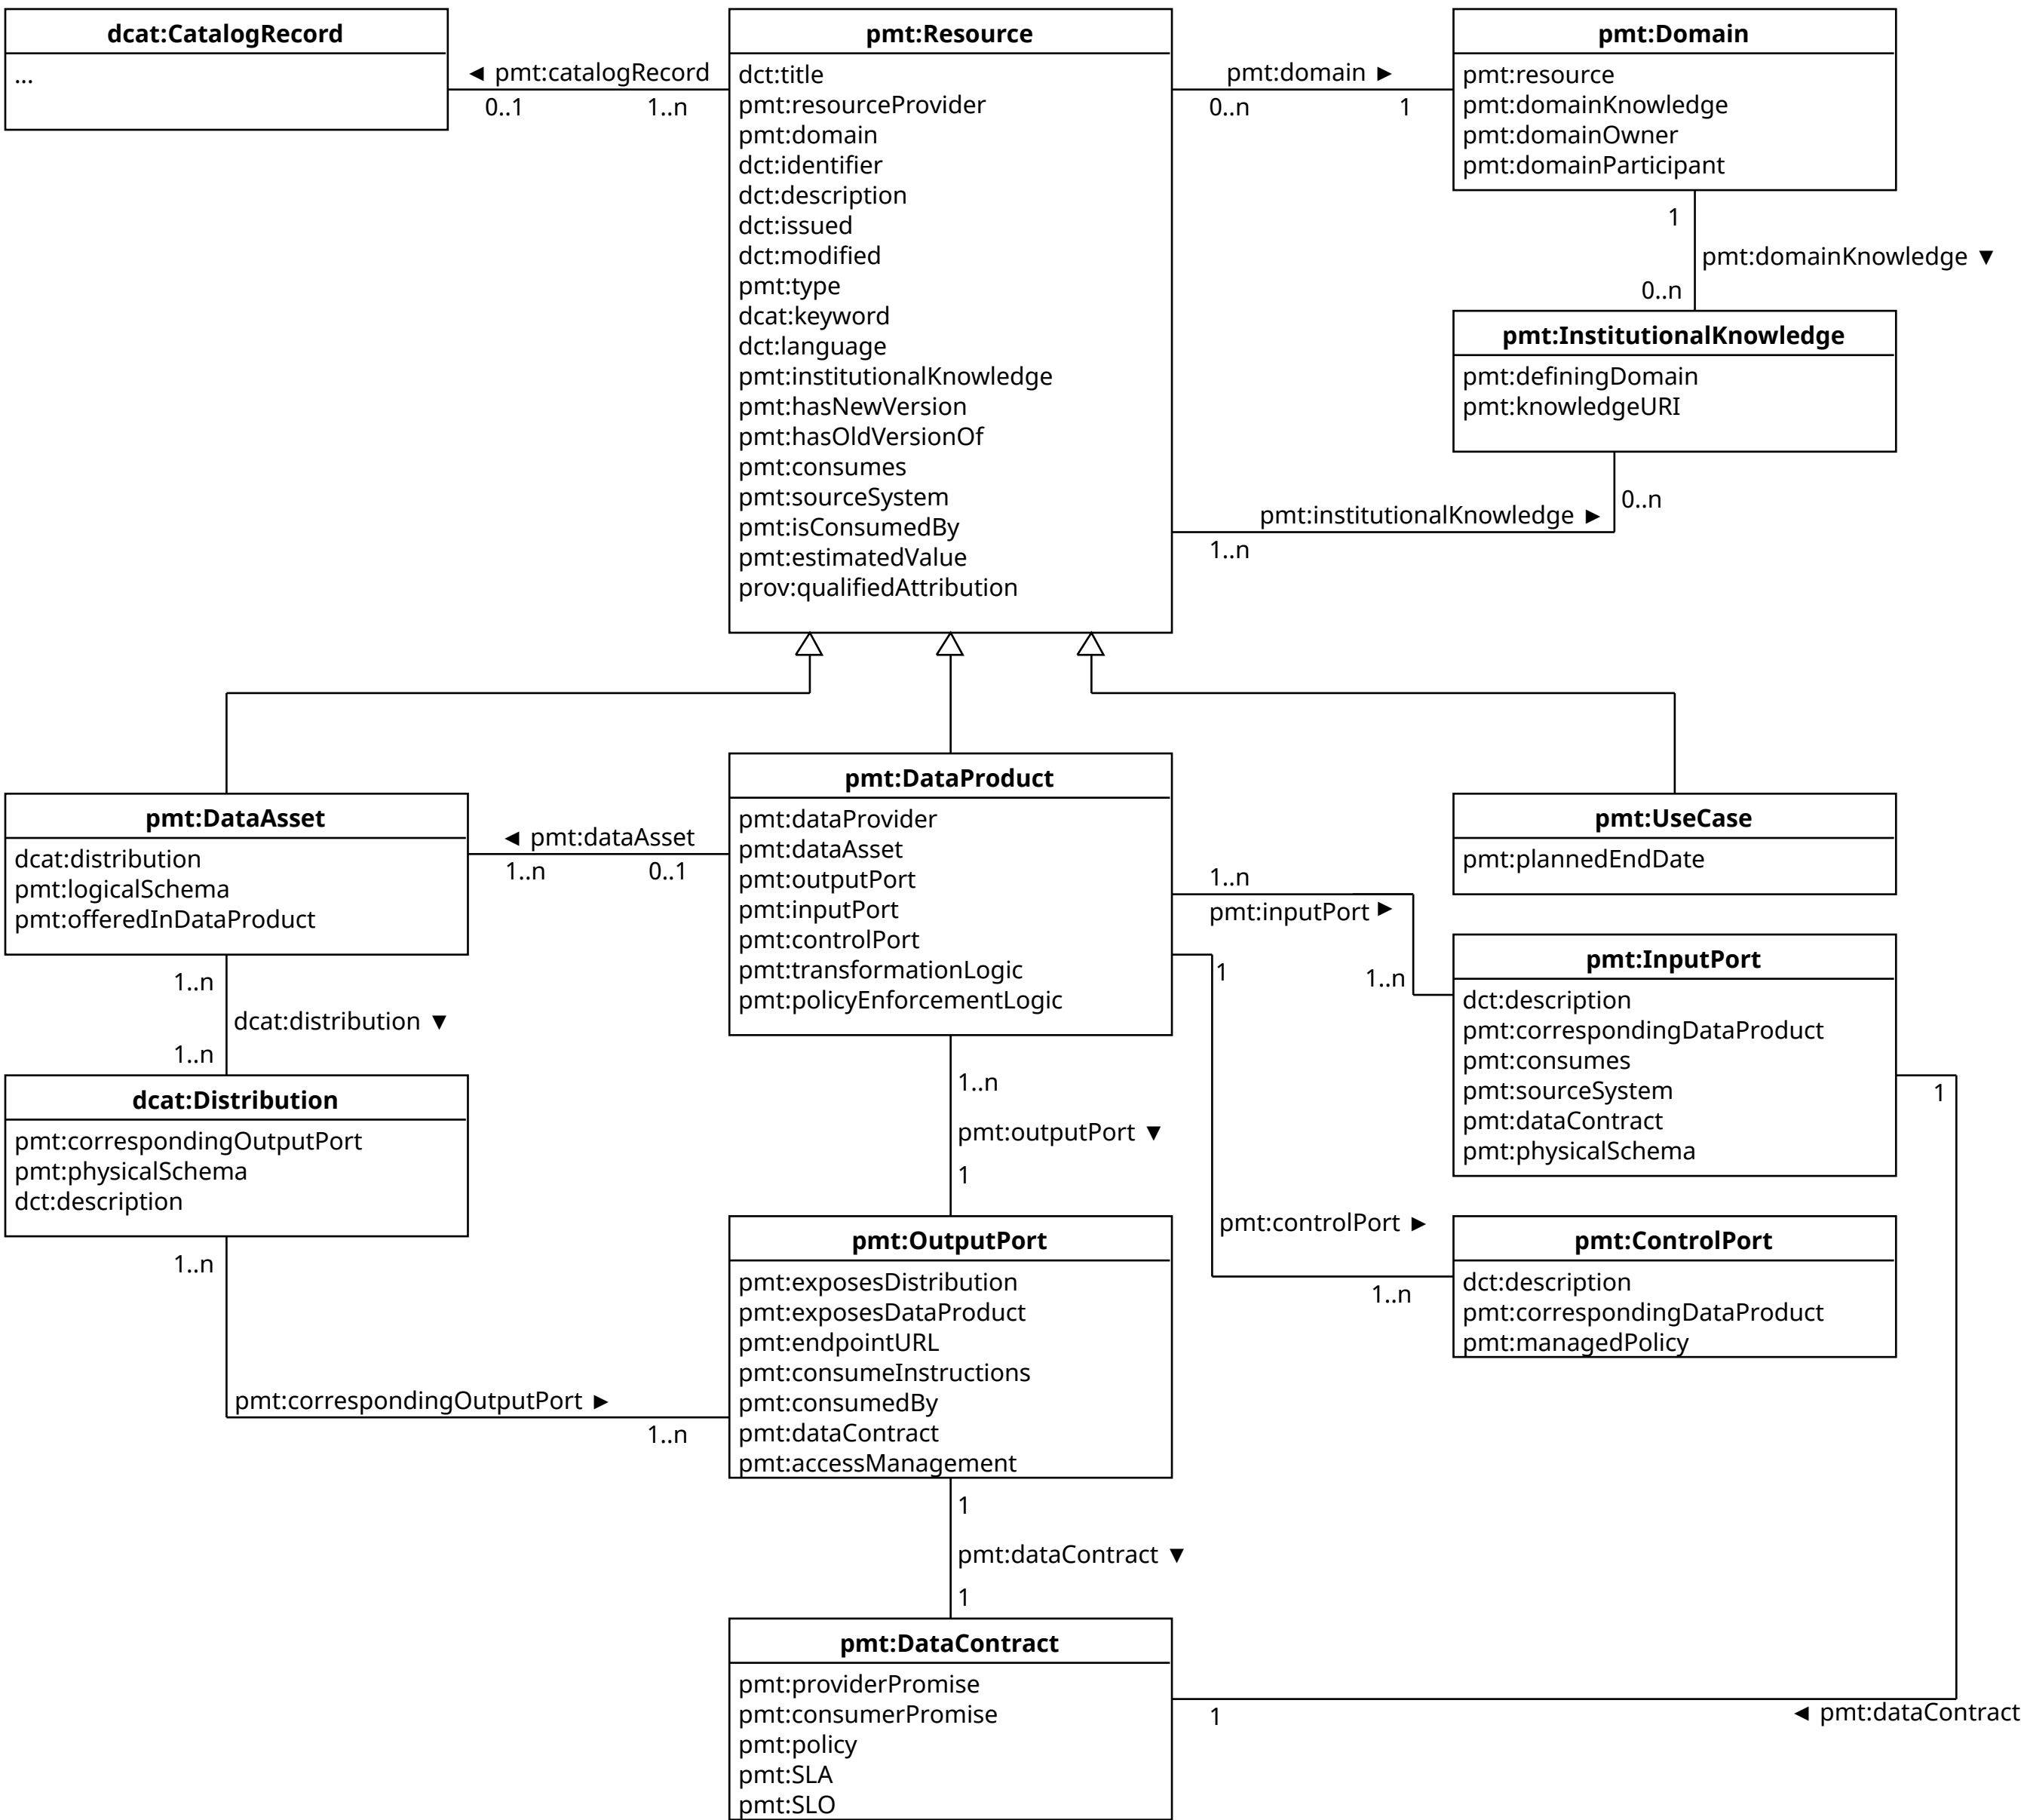 dcat:CatalogRecord
...
◄ pmt:catalogRecord
0..1
1..n
pmt:Resource
dct:title
pmt:resourceProvider
pmt:domain
dct:identifier
dct:description
dct:issued
dct:modified
pmt:type
dcat:keyword
dct:language
pmt:institutionalKnowledge
pmt:hasNewVersion
pmt:hasOldVersionOf
pmt:consumes
pmt:sourceSystem
pmt:isConsumedBy
pmt:estimatedValue
prov:qualifiedAttribution
pmt:domain ►
0..n
1
pmt:Domain
pmt:resource
pmt:domainKnowledge
pmt:domainOwner
pmt:domainParticipant
1
pmt:domainKnowledge ▼
0..n
pmt:InstitutionalKnowledge
pmt:definingDomain
pmt:knowledgeURI
0..n
pmt:institutionalKnowledge ►
1..n
pmt:DataAsset
dcat:distribution
pmt:logicalSchema
pmt:offeredInDataProduct
◄ pmt:dataAsset
1..n
0..1
pmt:DataProduct
pmt:dataProvider
pmt:dataAsset
pmt:outputPort
pmt:inputPort
pmt:controlPort
pmt:transformationLogic
pmt:policyEnforcementLogic
pmt:UseCase
pmt:plannedEndDate
1..n
pmt:inputPort ►
1..n
1
pmt:InputPort
dct:description
pmt:correspondingDataProduct
pmt:consumes
pmt:sourceSystem
pmt:dataContract
pmt:physicalSchema
1
1..n
dcat:distribution ▼
1..n
dcat:Distribution
pmt:correspondingOutputPort
pmt:physicalSchema
dct:description
1..n
pmt:outputPort ▼
1
pmt:controlPort ►
1..n
pmt:ControlPort
dct:description
pmt:correspondingDataProduct
pmt:managedPolicy
1..n
pmt:correspondingOutputPort ►
1..n
pmt:OutputPort
pmt:exposesDistribution
pmt:exposesDataProduct
pmt:endpointURL
pmt:consumeInstructions
pmt:consumedBy
pmt:dataContract
pmt:accessManagement
1
pmt:dataContract ▼
1
pmt:DataContract
pmt:providerPromise
pmt:consumerPromise
pmt:policy
pmt:SLA
pmt:SLO
1
◄ pmt:dataContract